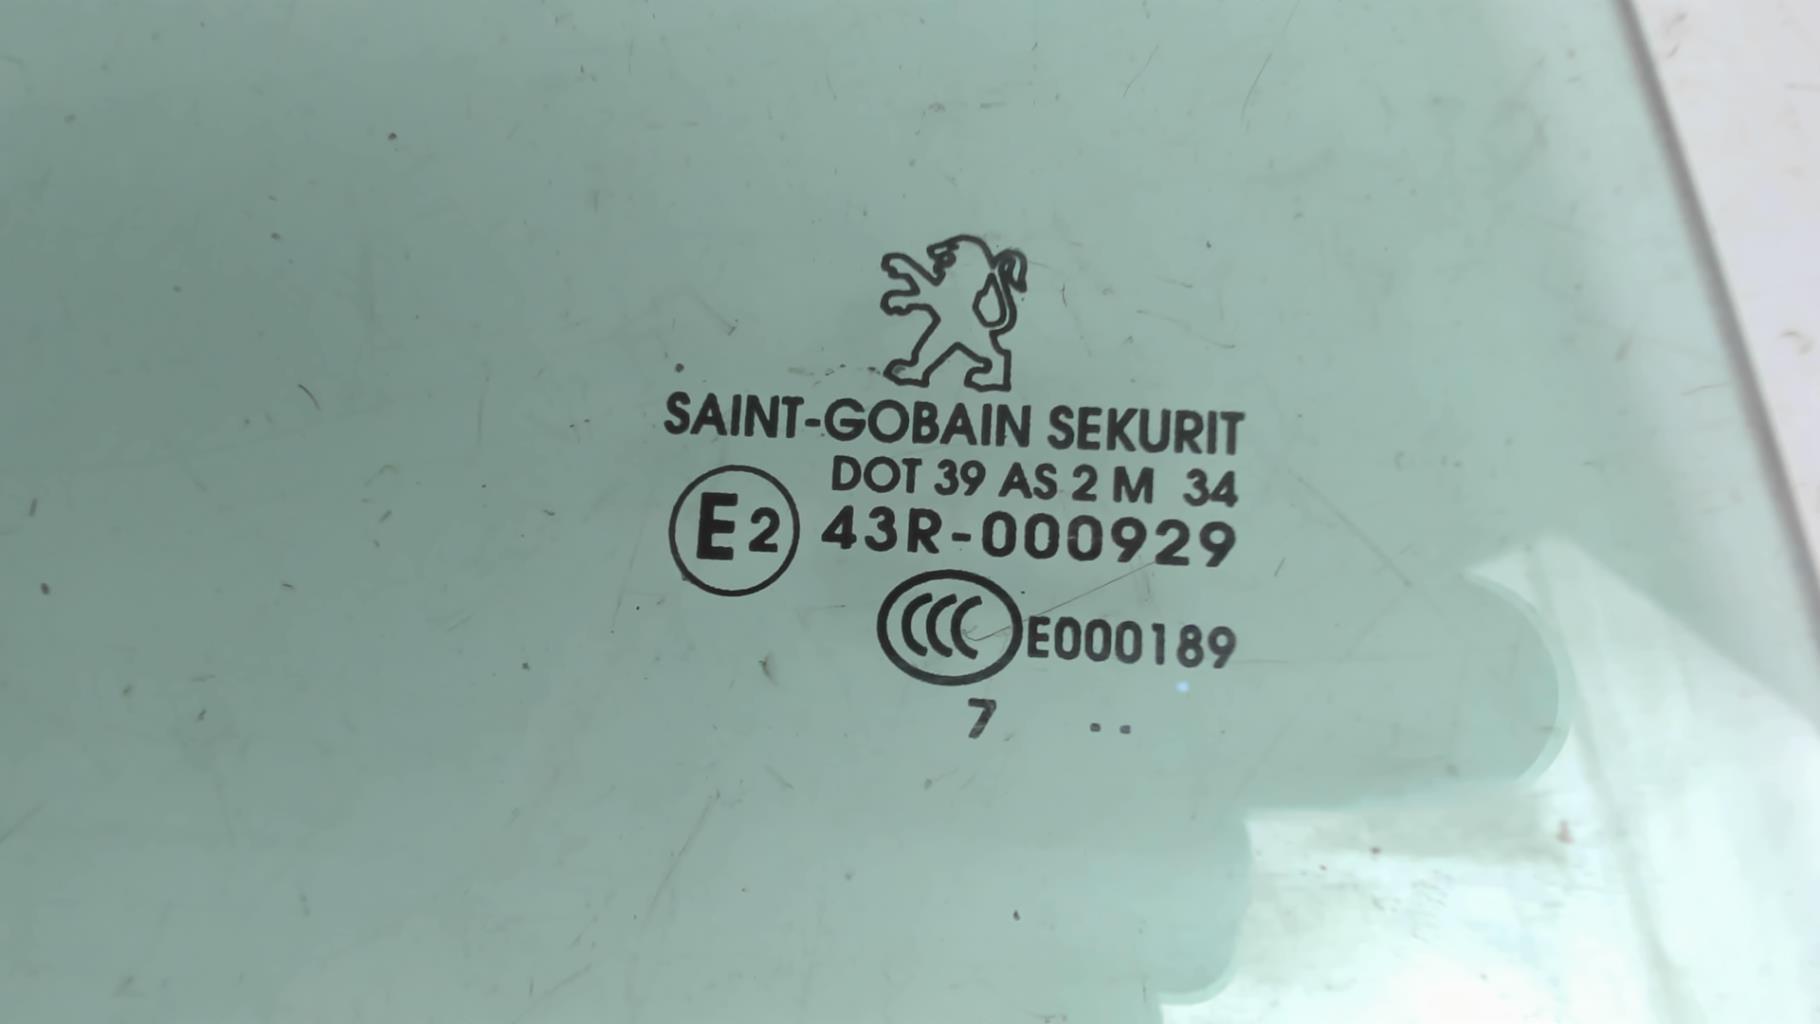 SAINT-GOBAIN SEKURIT
DOT 39 AS 2 M 34
E2 43R-000929
CCC E000189
7 ..